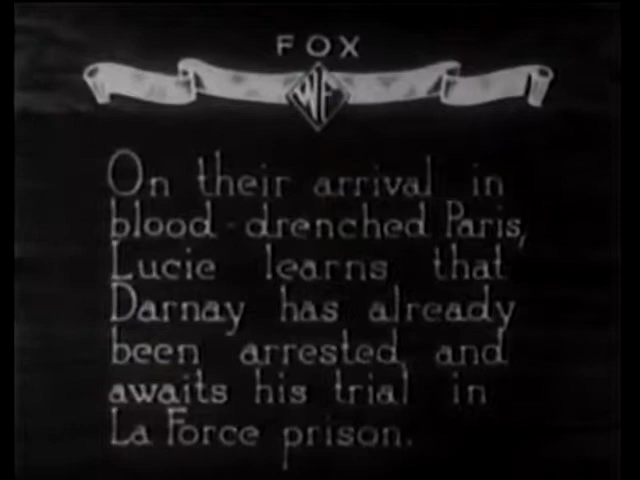 FOX
WF
On their arrival in
blood-drenched Paris,
Lucie learns that
Darnay has already
been arrested and
awaits his trial in
La Force prison.